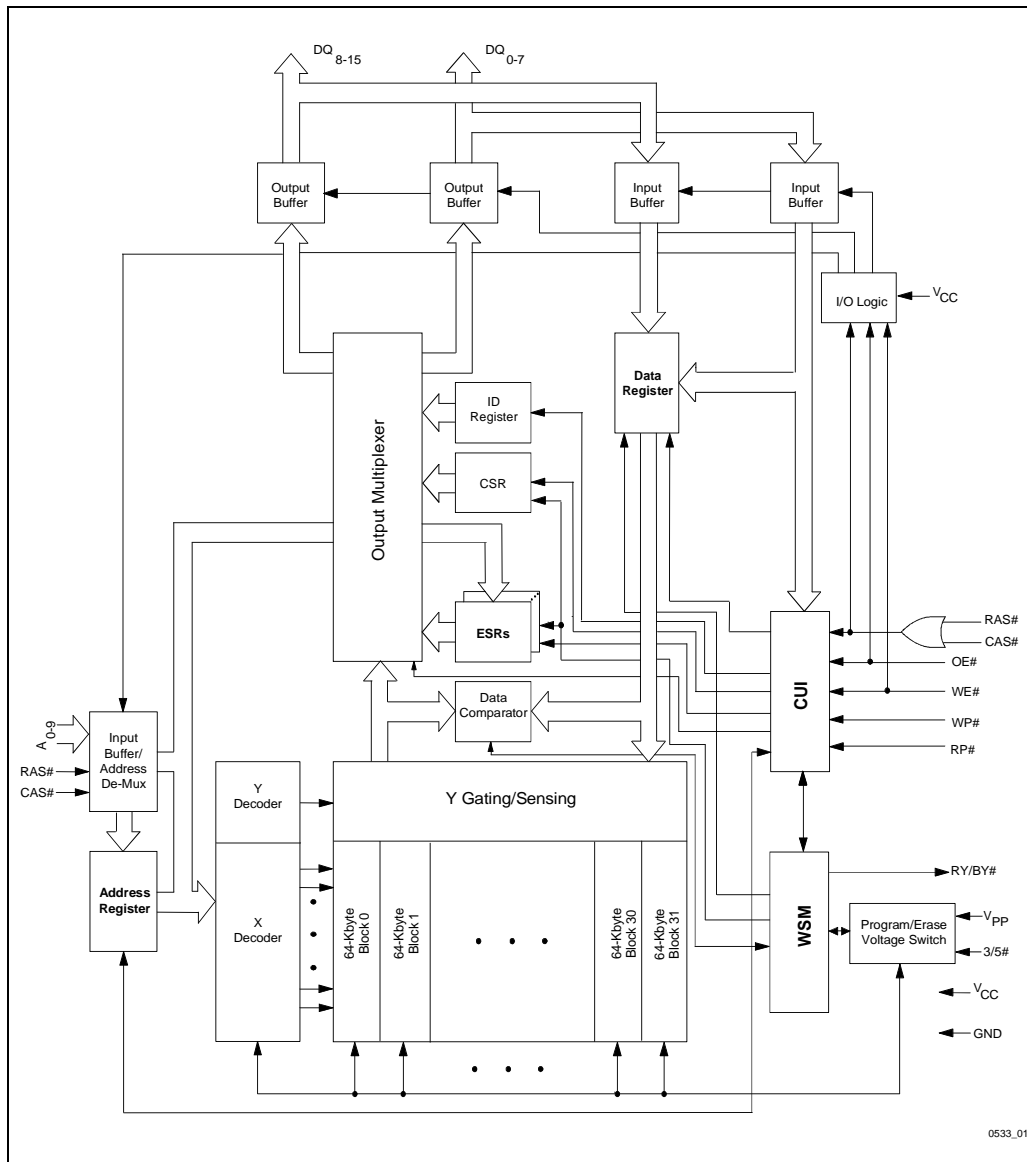 DQ 8-15
DQ 0-7
Output
Buffer
Output
Buffer
Input
Buffer
Input
Buffer
I/O Logic
VCC
Output Multiplexer
ID
Register
Data
Register
CSR
ESRs
RAS#
CAS#
OE#
CUI
WE#
WP#
RP#
Data
Comparator
A 0-9
Input
Buffer/
Address
De-Mux
RAS#
CAS#
Y
Decoder
Y Gating/Sensing
Address
Register
X
Decoder
64-Kbyte
Block 0
64-Kbyte
Block 1
64-Kbyte
Block 30
64-Kbyte
Block 31
WSM
RY/BY#
Program/Erase
Voltage Switch
VPP
3/5#
VCC
GND
0533_01